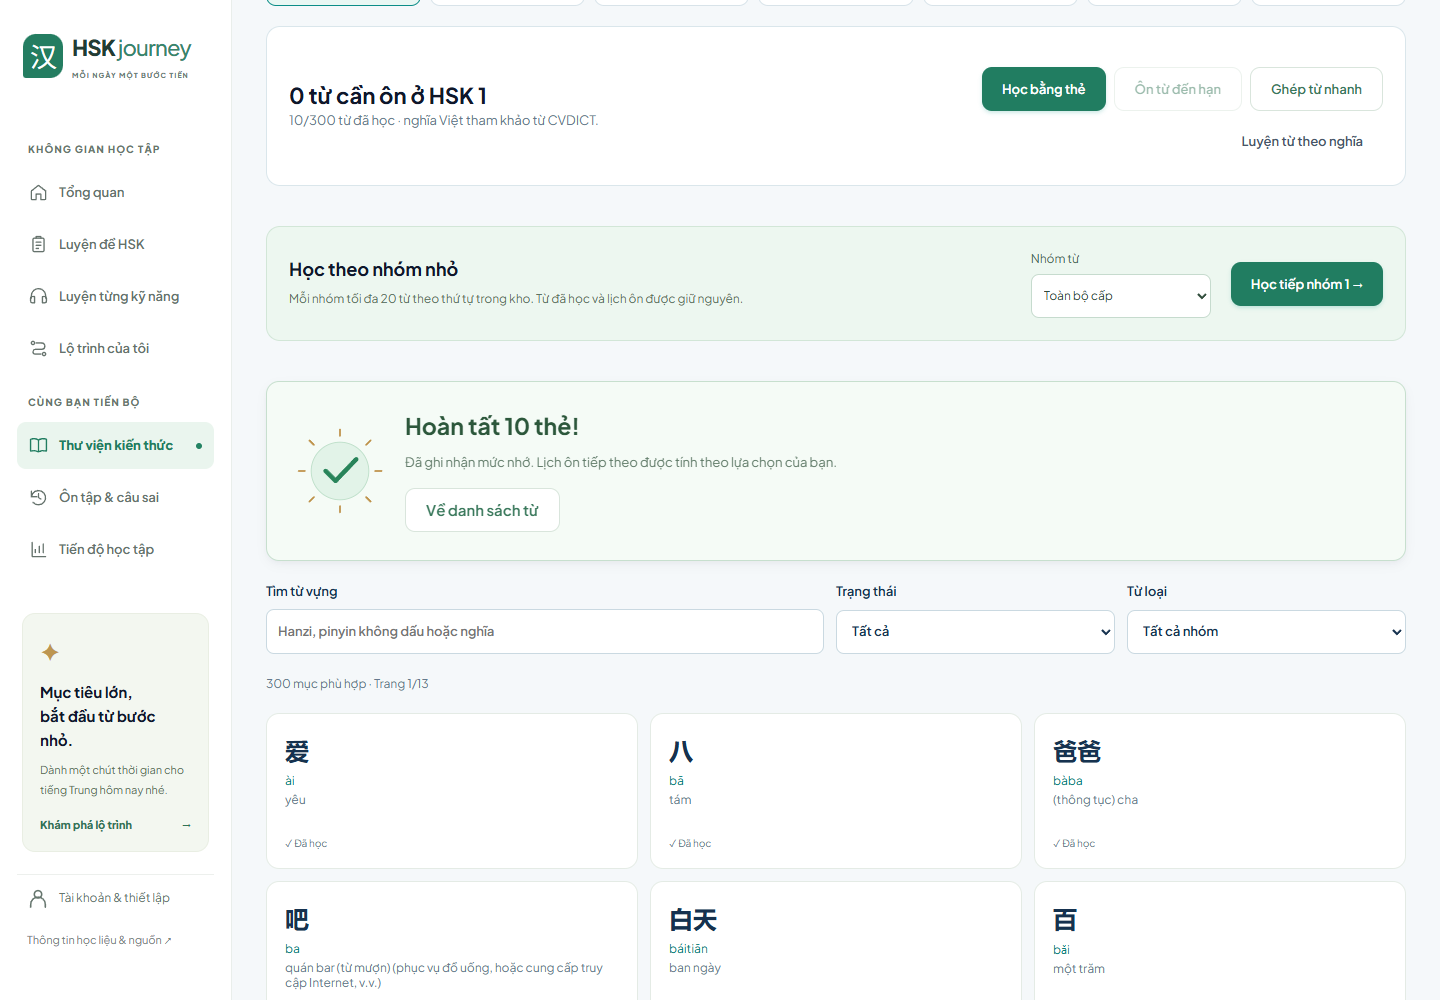 汉
HSK journey
MỖI NGÀY MỘT BƯỚC TIẾN
KHÔNG GIAN HỌC TẬP
Tổng quan
Luyện đề HSK
Luyện từng kỹ năng
Lộ trình của tôi
CÙNG BẠN TIẾN BỘ
Thư viện kiến thức
Ôn tập & câu sai
Tiến độ học tập
Mục tiêu lớn,
bắt đầu từ bước
nhỏ.
Dành một chút thời gian cho
tiếng Trung hôm nay nhé.
Khám phá lộ trình →
Tài khoản & thiết lập
Thông tin học liệu & nguồn ↗
0 từ cần ôn ở HSK 1
10/300 từ đã học · nghĩa Việt tham khảo từ CVDICT.
Học bằng thẻ
Ôn từ đến hạn
Ghép từ nhanh
Luyện từ theo nghĩa
Học theo nhóm nhỏ
Mỗi nhóm tối đa 20 từ theo thứ tự trong kho. Từ đã học và lịch ôn được giữ nguyên.
Nhóm từ
Toàn bộ cấp
Học tiếp nhóm 1 →
Hoàn tất 10 thẻ!
Đã ghi nhận mức nhớ. Lịch ôn tiếp theo được tính theo lựa chọn của bạn.
Về danh sách từ
Tìm từ vựng
Hanzi, pinyin không dấu hoặc nghĩa
Trạng thái
Tất cả
Từ loại
Tất cả nhóm
300 mục phù hợp · Trang 1/13
爱
ài
yêu
✓ Đã học
八
bā
tám
✓ Đã học
爸爸
bàba
(thông tục) cha
✓ Đã học
吧
ba
quán bar (từ mượn) (phục vụ đồ uống, hoặc cung cấp truy
cập Internet, v.v.)
白天
báitiān
ban ngày
百
bǎi
một trăm